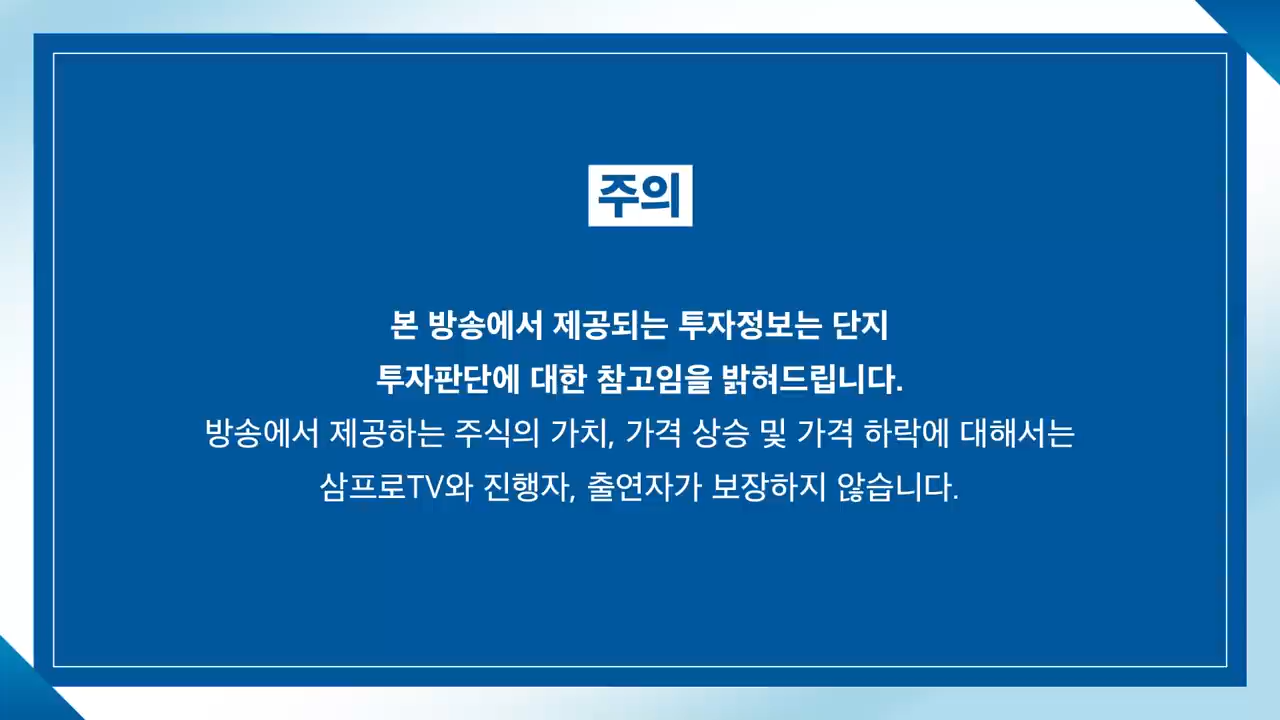 주의
본 방송에서 제공되는 투자정보는 단지
투자판단에 대한 참고임을 밝혀드립니다.
방송에서 제공하는 주식의 가치, 가격 상승 및 가격 하락에 대해서는
삼프로TV와 진행자, 출연자가 보장하지 않습니다.